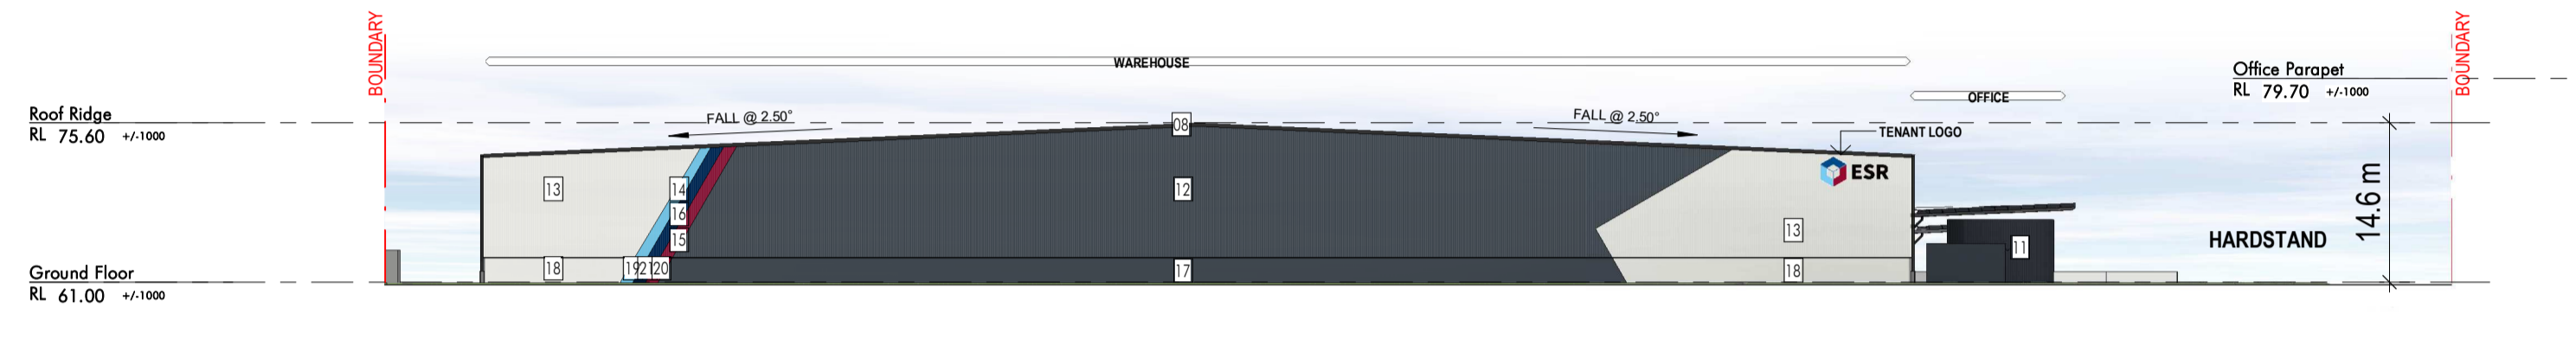 BOUNDARY
BOUNDARY
WAREHOUSE
Office Parapet
RL 79.70 +/-1000
OFFICE
Roof Ridge
RL 75.60 +/-1000
FALL @ 2.50°
08
FALL @ 2.50°
TENANT LOGO
ESR
13
14
12
16
15
13
11
HARDSTAND
14.6 m
18
19
21
20
17
18
Ground Floor
RL 61.00 +/-1000